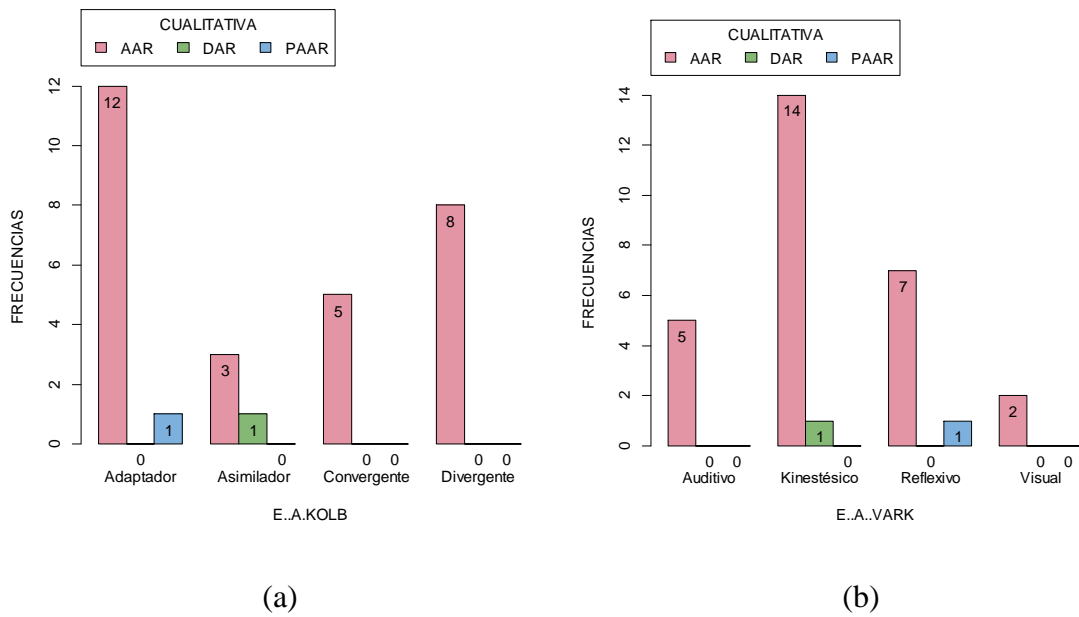 CUALITATIVA
AAR DAR PAAR
FRECUENCIAS
0 2 4 6 8 10 12
12
0
1
3
1
0
5
0 0
8
0 0
Adaptador Asimilador Convergente Divergente
E..A.KOLB
(a)
CUALITATIVA
AAR DAR PAAR
FRECUENCIAS
0 2 4 6 8 10 12 14
5
0 0
14
1
0
7
0
1
2
0 0
Auditivo Kinestésico Reflexivo Visual
E..A..VARK
(b)